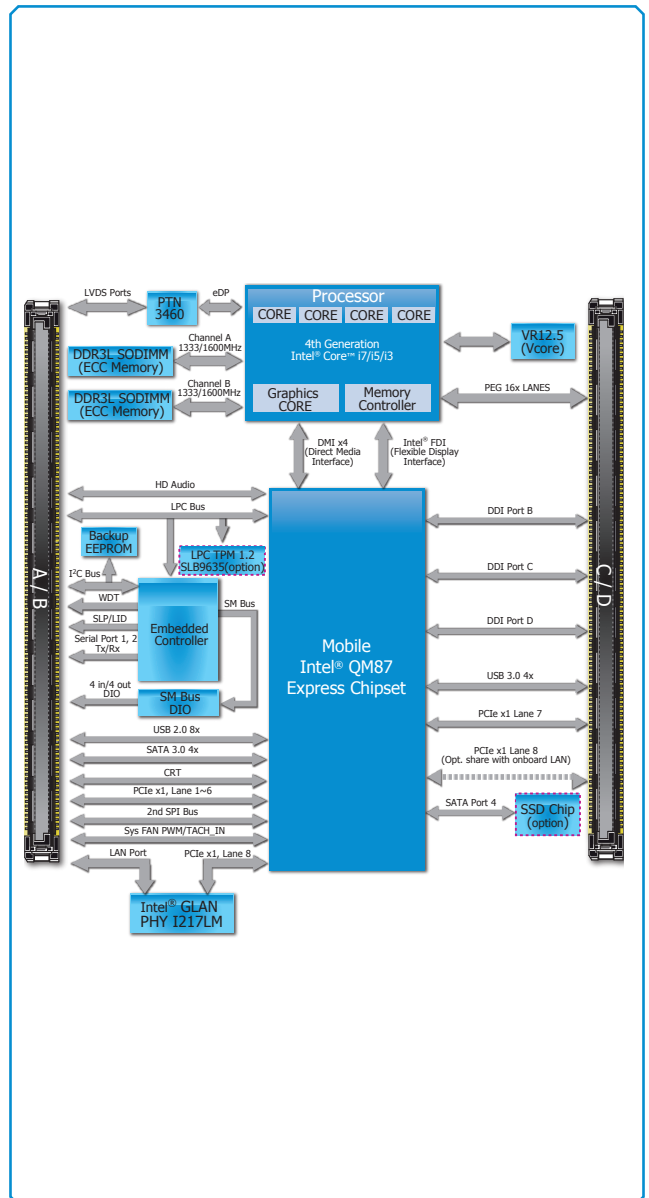 LVDS Ports
PTN
3460
eDP
Processor
CORE CORE CORE CORE
4th Generation
Intel® Core™ i7/i5/i3
Graphics
CORE
Memory
Controller
DDR3L SODIMM
(ECC Memory)
Channel A
1333/1600MHz
DDR3L SODIMM
(ECC Memory)
Channel B
1333/1600MHz
VR12.5
(Vcore)
PEG 16x LANES
DMI x4
(Direct Media
Interface)
Intel® FDI
(Flexible Display
Interface)
A / B
C / D
HD Audio
LPC Bus
Backup
EEPROM
LPC TPM 1.2
SLB9635(option)
I²C Bus
WDT
SLP/LID
Serial Port 1, 2
Tx/Rx
Embedded
Controller
SM Bus
4 in/4 out
DIO
SM Bus
DIO
USB 2.0 8x
SATA 3.0 4x
CRT
PCIe x1, Lane 1~6
2nd SPI Bus
Sys FAN PWM/TACH_IN
LAN Port
PCIe x1, Lane 8
Intel® GLAN
PHY I217LM
Mobile
Intel® QM87
Express Chipset
DDI Port B
DDI Port C
DDI Port D
USB 3.0 4x
PCIe x1 Lane 7
PCIe x1 Lane 8
(Opt. share with onboard LAN)
SATA Port 4
SSD Chip
(option)